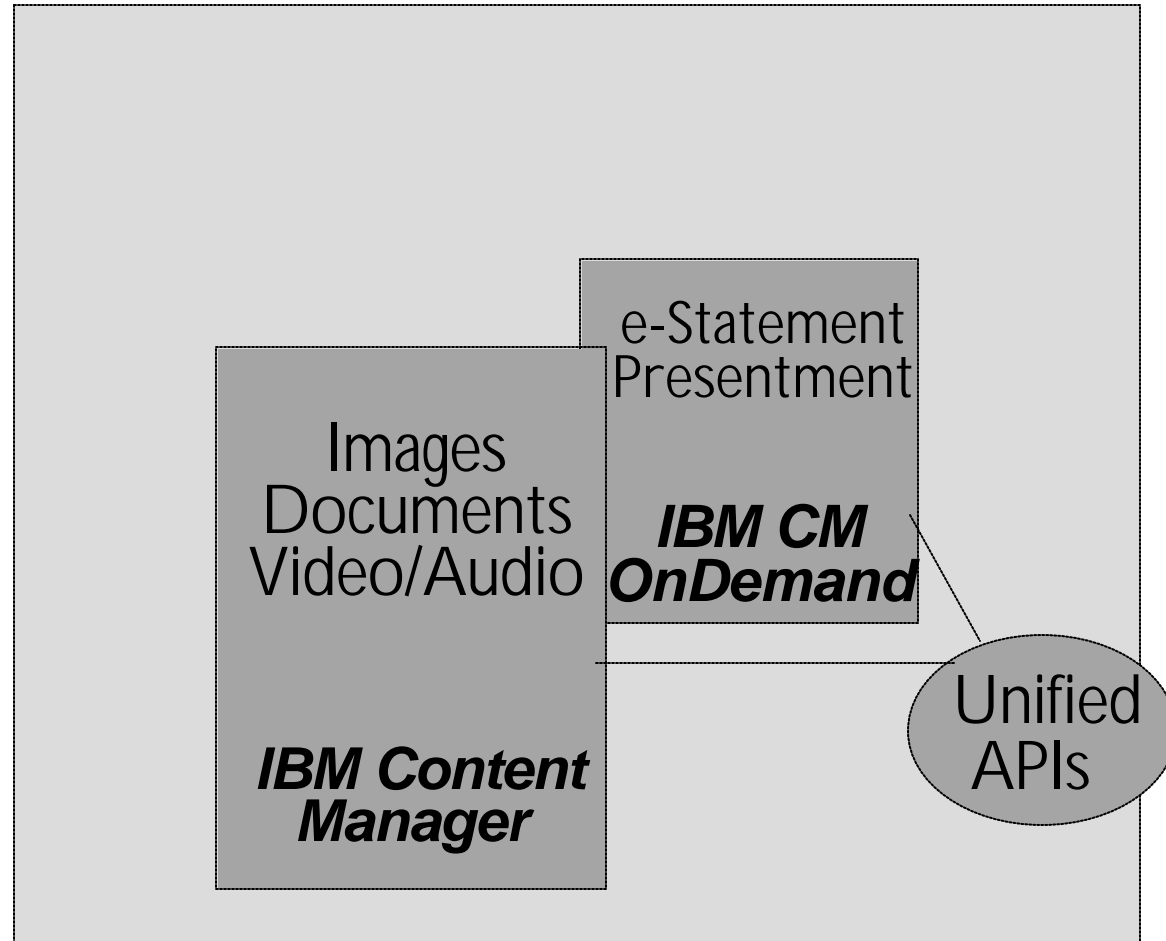 e-Statement
Presentment
IBM CM
OnDemand
Images
Documents
Video/Audio
IBM Content
Manager
Unified
APIs